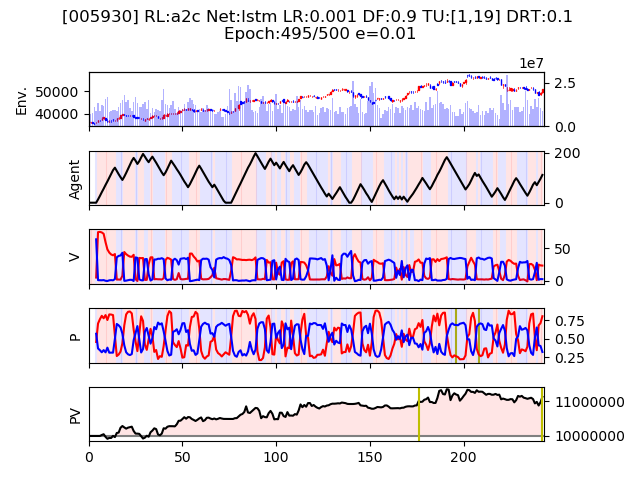 [005930] RL:a2c Net:lstm LR:0.001 DF:0.9 TU:[1,19] DRT:0.1
Epoch:495/500 e=0.01
1e7
Env.
50000
40000
2.5
0.0
Agent
200
0
V
50
0
P
0.75
0.50
0.25
PV
11000000
10000000
0 50 100 150 200